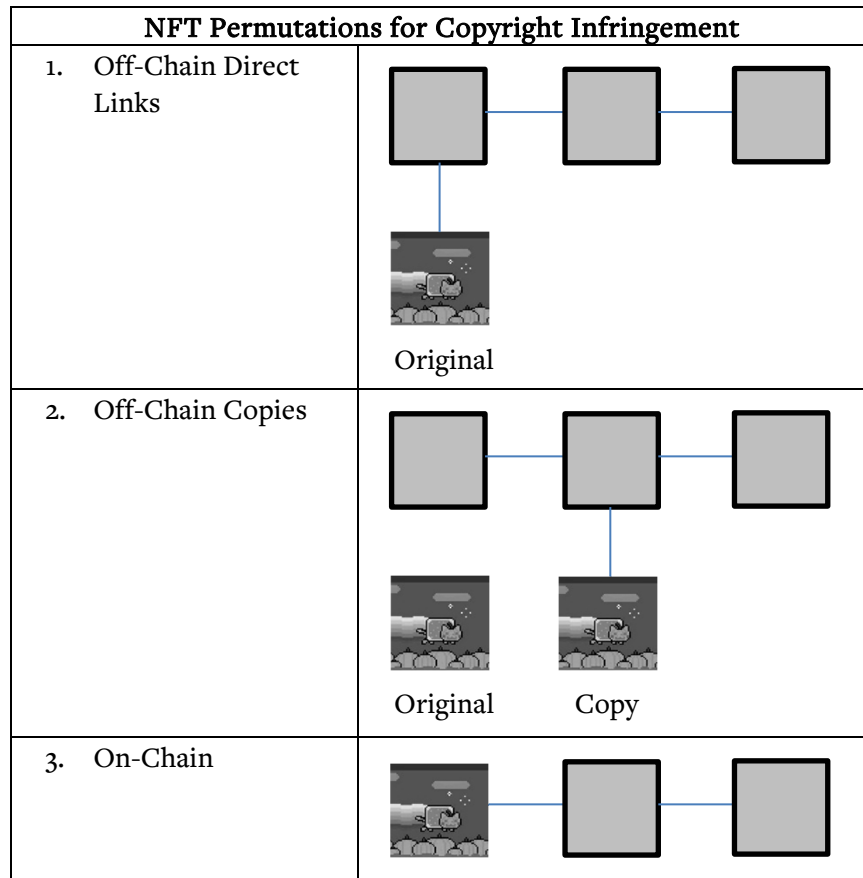 NFT Permutations for Copyright Infringement
1. Off-Chain Direct
Links
Original
2. Off-Chain Copies
Original Copy
3. On-Chain